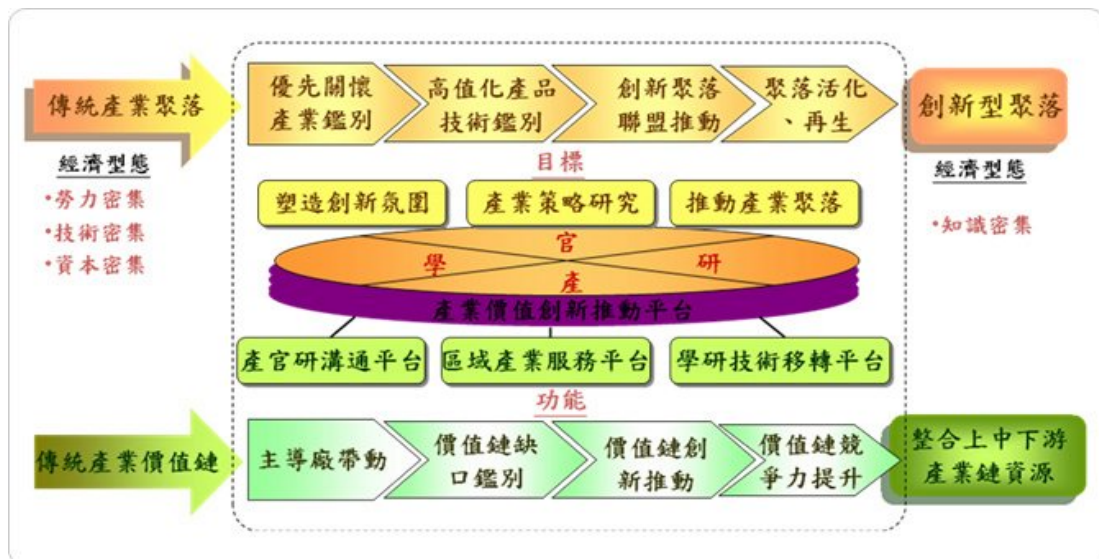 傳統產業聚落
經濟型態
•勞力密集
•技術密集
•資本密集
優先關懷
產業鑑別
高值化產品
技術鑑別
創新聚落
聯盟推動
聚落活化
、再生
創新型聚落
經濟型態
•知識密集
目標
塑造創新氛圍
產業策略研究
推動產業聚落
官
學
研
產
產業價值創新推動平台
產官研溝通平台
區域產業服務平台
學研技術移轉平台
功能
傳統產業價值鏈
主導廠帶動
價值鏈缺
口鑑別
價值鏈創
新推動
價值鏈競
爭力提升
整合上中下游
產業鏈資源